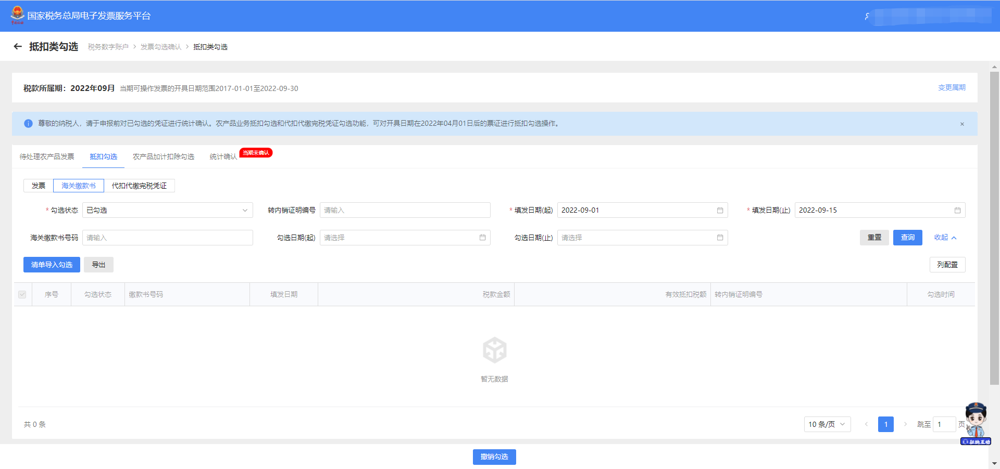 国家税务总局电子发票服务平台
抵扣类勾选 税务数字账户 > 发票勾选确认 > 抵扣类勾选
税款所属期：2022年09月 当期可操作发票的开具日期范围2017-01-01至2022-09-30 变更属期
尊敬的纳税人，请于申报前对已勾选的凭证进行统计确认。农产品业务抵扣勾选和代扣代缴完税凭证勾选功能，可对开具日期在2022年04月01日后的票证进行抵扣勾选操作。
待处理农产品发票 抵扣勾选 农产品加计扣除勾选 统计确认 当期未确认
发票 海关缴款书 代扣代缴完税凭证
* 勾选状态 已勾选 转内销证明编号 请输入 * 填发日期(起) 2022-09-01 * 填发日期(止) 2022-09-15
海关缴款书号码 请输入 勾选日期(起) 请选择 勾选日期(止) 请选择 重置 查询 收起
清单导入勾选 导出 列配置
序号 勾选状态 缴款书号码 填发日期 税款金额 有效抵扣税额 转内销证明编号 勾选时间
暂无数据
共 0 条 10 条/页 < 1 > 跳至 1 页
征纳互动
撤销勾选